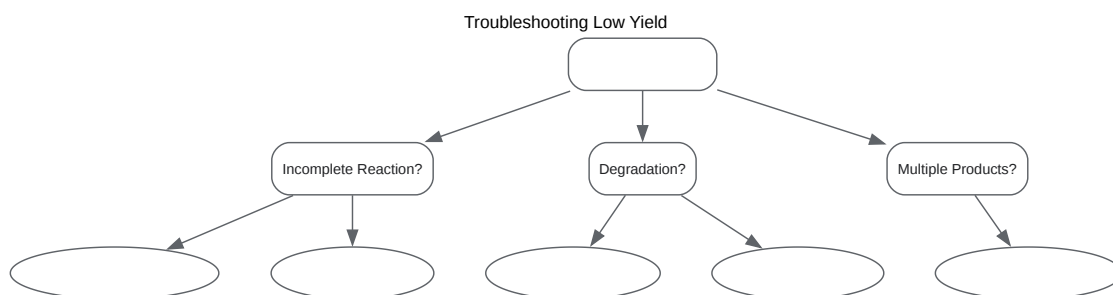 Troubleshooting Low Yield
Incomplete Reaction?
Degradation?
Multiple Products?